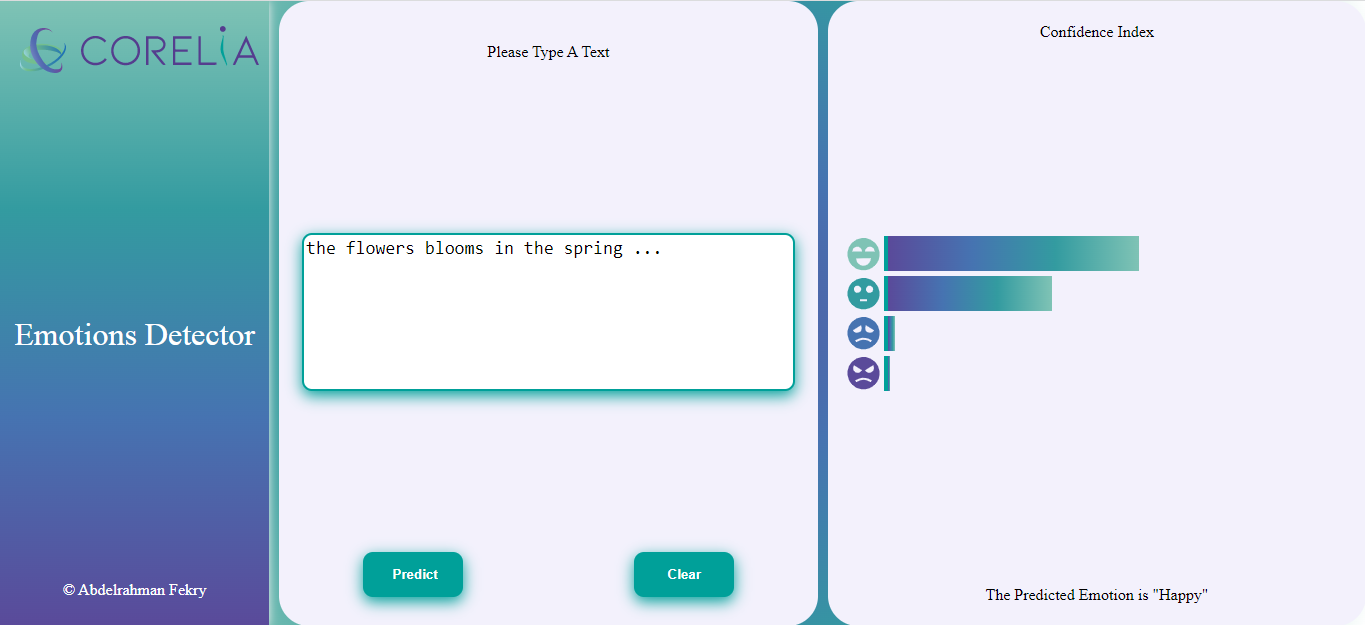 CORELiA
Emotions Detector
© Abdelrahman Fekry
Please Type A Text
the flowers blooms in the spring ...
Predict
Clear
Confidence Index
The Predicted Emotion is "Happy"